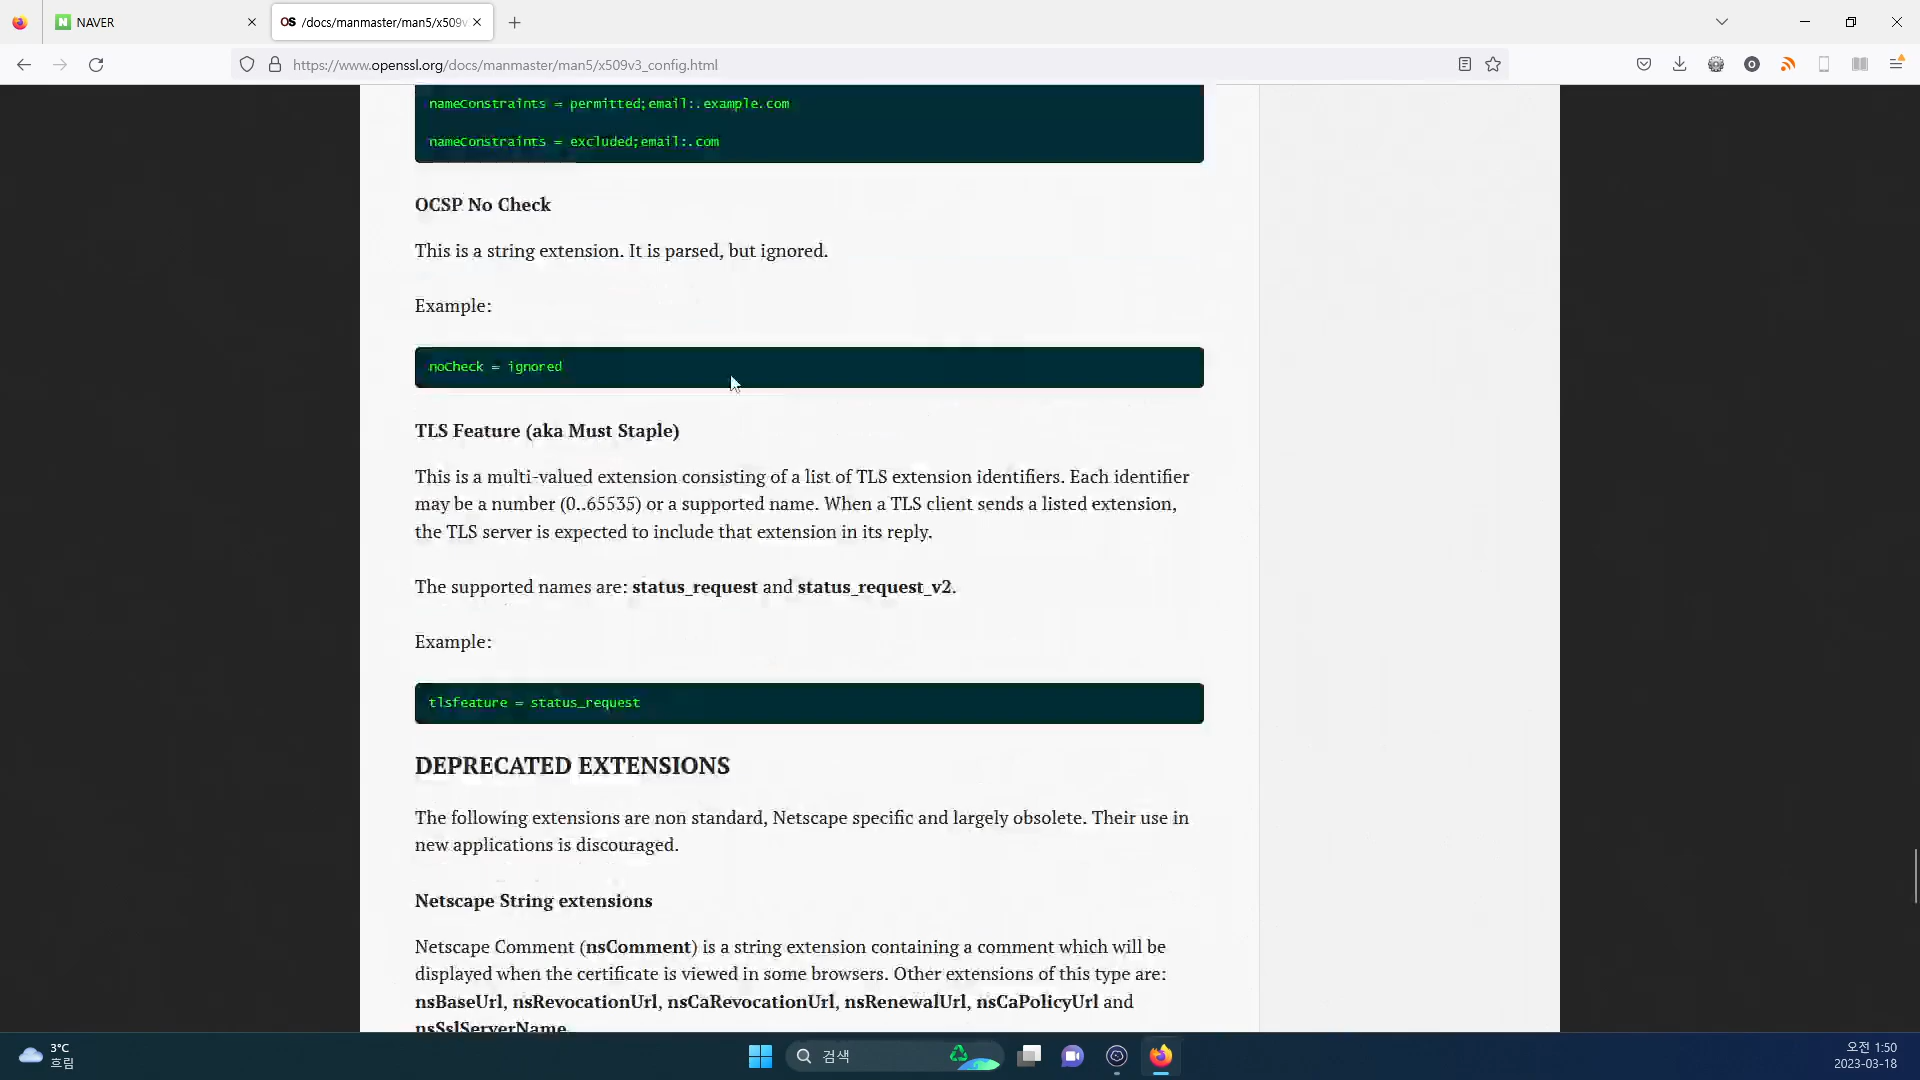 NAVER
OS /docs/manmaster/man5/x509v
https://www.openssl.org/docs/manmaster/man5/x509v3_config.html
nameConstraints = permitted;email:.example.com
nameConstraints = excluded;email:.com
OCSP No Check
This is a string extension. It is parsed, but ignored.
Example:
noCheck = ignored
TLS Feature (aka Must Staple)
This is a multi-valued extension consisting of a list of TLS extension identifiers. Each identifier
may be a number (0..65535) or a supported name. When a TLS client sends a listed extension,
the TLS server is expected to include that extension in its reply.
The supported names are: status_request and status_request_v2.
Example:
tlsfeature = status_request
DEPRECATED EXTENSIONS
The following extensions are non standard, Netscape specific and largely obsolete. Their use in
new applications is discouraged.
Netscape String extensions
Netscape Comment (nsComment) is a string extension containing a comment which will be
displayed when the certificate is viewed in some browsers. Other extensions of this type are:
nsBaseUrl, nsRevocationUrl, nsCaRevocationUrl, nsRenewalUrl, nsCaPolicyUrl and
nsSslServerName.
3°C
흐림
검색
오전 1:50
2023-03-18